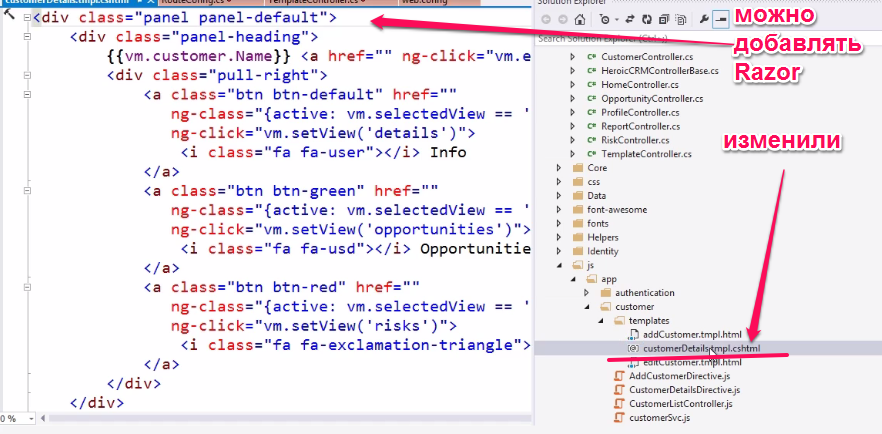 customerDetails.tmpl.cshtml
RouteConfig.cs
TemplateController.cs
Web.config
<div class="panel panel-default">
<div class="panel-heading">
{{vm.customer.Name}} <a href="" ng-click="vm.e
<div class="pull-right">
<a class="btn btn-default" href=""
ng-class="{active: vm.selectedView == '
ng-click="vm.setView('details')">
<i class="fa fa-user"></i> Info
</a>
<a class="btn btn-green" href=""
ng-class="{active: vm.selectedView == '
ng-click="vm.setView('opportunities')">
<i class="fa fa-usd"></i> Opportunitie
</a>
<a class="btn btn-red" href=""
ng-class="{active: vm.selectedView == '
ng-click="vm.setView('risks')">
<i class="fa fa-exclamation-triangle">
</a>
</div>
</div>
0 %
Solution Explorer
Search Solution Explorer (Ctrl+;)
можно
добавлять
Razor
CustomerController.cs
HeroicCRMControllerBase.cs
HomeController.cs
OpportunityController.cs
ProfileController.cs
ReportController.cs
RiskController.cs
TemplateController.cs
изменили
Core
css
Data
font-awesome
fonts
Helpers
Identity
js
app
authentication
customer
templates
addCustomer.tmpl.html
customerDetails.tmpl.cshtml
editCustomer.tmpl.html
AddCustomerDirective.js
CustomerDetailsDirective.js
CustomerListController.js
customerSvc.js